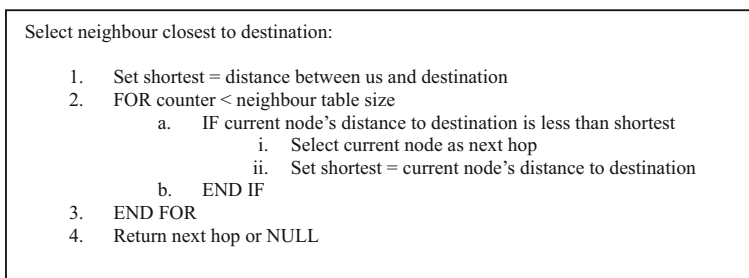 Select neighbour closest to destination:
1. Set shortest = distance between us and destination
2. FOR counter < neighbour table size
a. IF current node’s distance to destination is less than shortest
i. Select current node as next hop
ii. Set shortest = current node’s distance to destination
b. END IF
3. END FOR
4. Return next hop or NULL